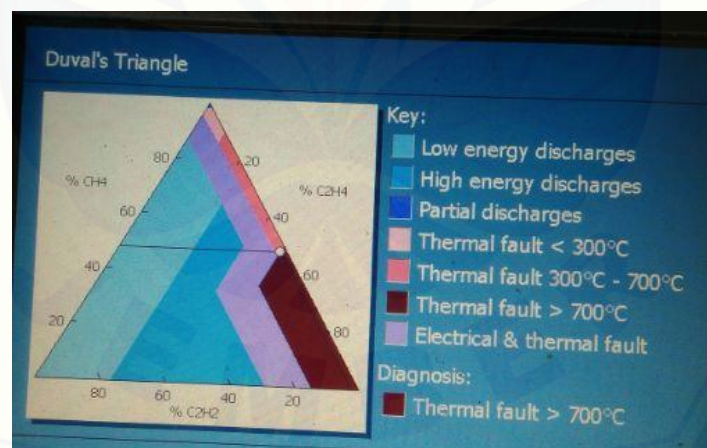 Duval's Triangle
Key:
Low energy discharges
High energy discharges
Partial discharges
Thermal fault < 300°C
Thermal fault 300°C - 700°C
Thermal fault > 700°C
Electrical & thermal fault
Diagnosis:
Thermal fault > 700°C
80
20
% CH4
% C2H4
60
40
40
60
20
80
80
60
40
20
% C2H2